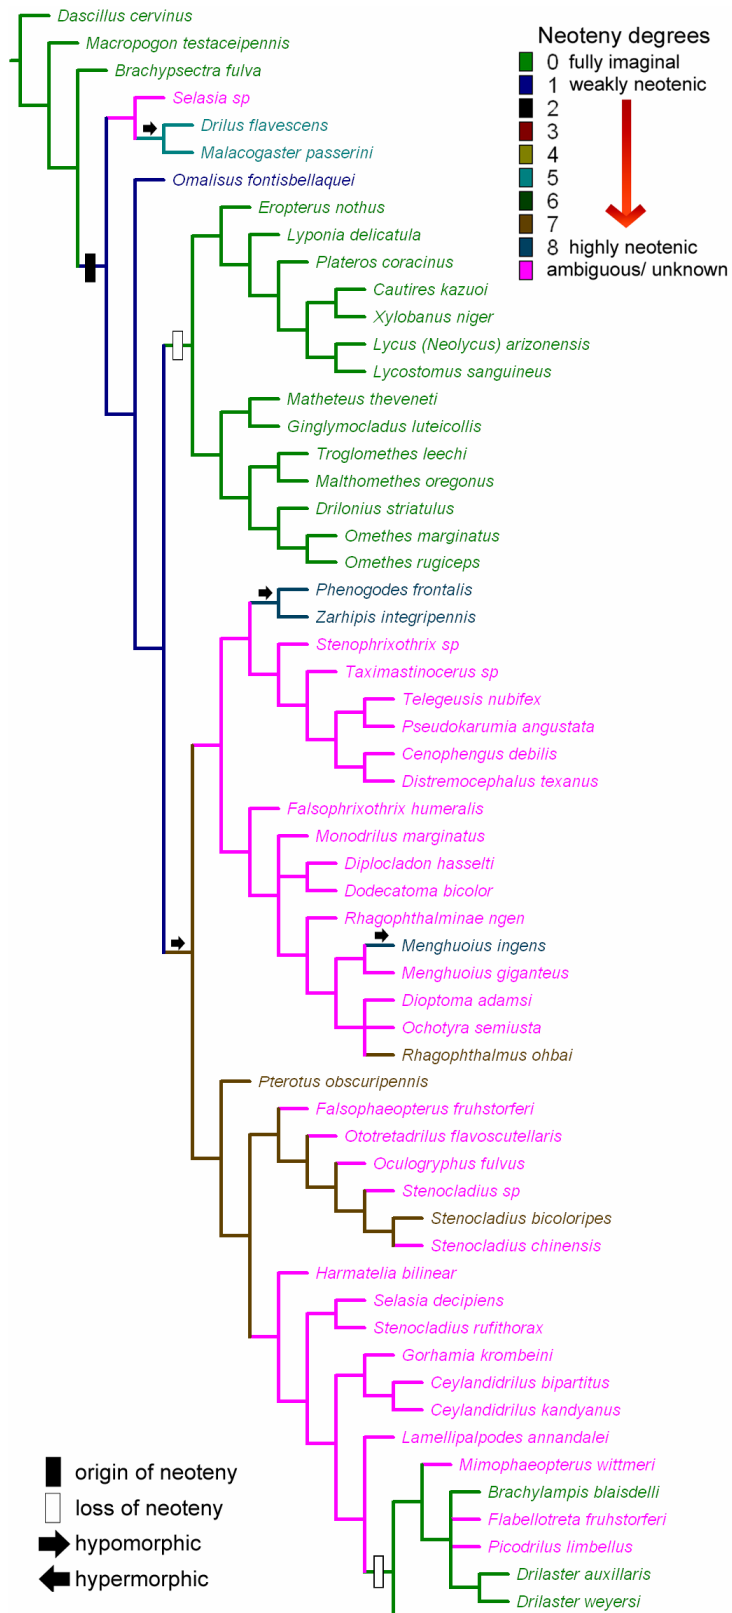 Dascillus cervinus
Macropogon testaceipennis
Brachypsectra fulva
Selasia sp
Drilus flavescens
Malacogaster passerini
Omalisus fontisbellaquei
Eropterus nothus
Lyponia delicatula
Plateros coracinus
Cautires kazuoi
Xylobanus niger
Lycus (Neolycus) arizonensis
Lycostomus sanguineus
Matheteus theveneti
Ginglymocladus luteicollis
Troglomethes leechi
Malthomethes oregonus
Drilonius striatulus
Omethes marginatus
Omethes rugiceps
Phenogodes frontalis
Zarhipis integripennis
Stenophrixothrix sp
Taximastinocerus sp
Telegeusis nubifex
Pseudokarumia angustata
Cenophengus debilis
Distremocephalus texanus
Falsophrixothrix humeralis
Monodrilus marginatus
Diplocladon hasselti
Dodecatoma bicolor
Rhagophthalminae ngen
Menghuoius ingens
Menghuoius giganteus
Dioptoma adamsi
Ochotyra semiusta
Rhagophthalmus ohbai
Pterotus obscuripennis
Falsophaeopterus fruhstorferi
Ototretadrilus flavoscutellaris
Oculogryphus fulvus
Stenocladius sp
Stenocladius bicoloripes
Stenocladius chinensis
Harmatelia bilinear
Selasia decipiens
Stenocladius rufithorax
Gorhamia krombeini
Ceylandidrilus bipartitus
Ceylandidrilus kandyanus
Lamellipalpodes annandalei
Mimophaeopterus wittmeri
Brachylampis blaisdelli
Flabellotreta fruhstorferi
Picodrilus limbellus
Drilaster auxillaris
Drilaster weyersi
Neoteny degrees
0 fully imaginal
1 weakly neotenic
2
3
4
5
6
7
8 highly neotenic
ambiguous/ unknown
origin of neoteny
loss of neoteny
hypomorphic
hypermorphic